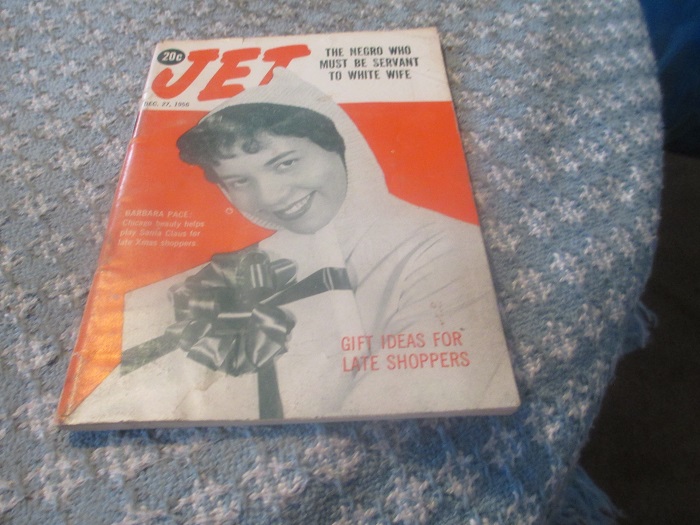 20c
JET
THE NEGRO WHO
MUST BE SERVANT
TO WHITE WIFE
DEC. 27, 1956
BARBARA PACE:
Chicago beauty helps
play Santa Claus for
late Xmas shoppers
GIFT IDEAS FOR
LATE SHOPPERS